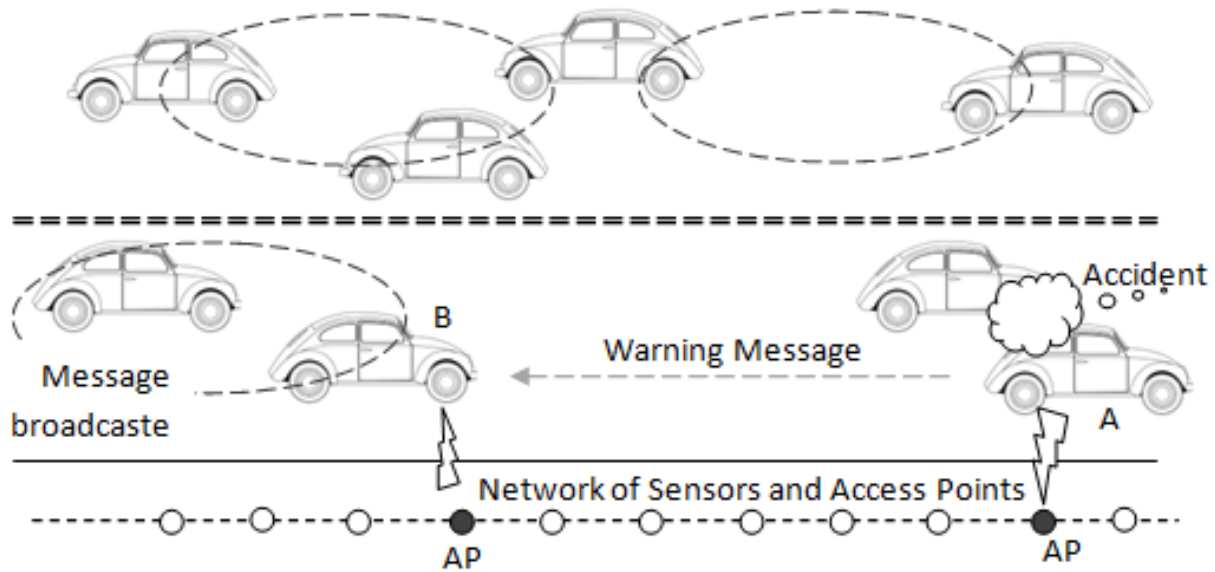 Accident
B
Warning Message
Message
broadcaste
A
Network of Sensors and Access Points
AP
AP